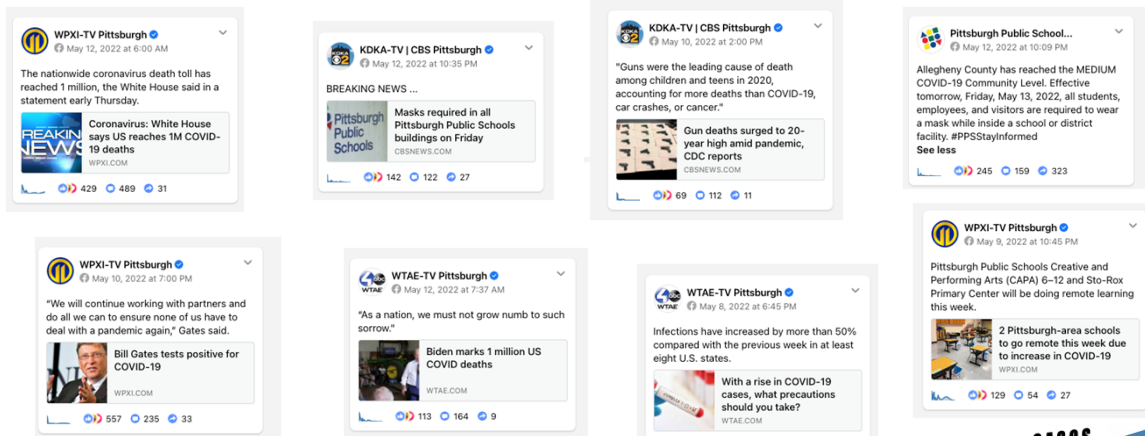 WPXI-TV Pittsburgh
May 12, 2022 at 6:00 AM
The nationwide coronavirus death toll has
reached 1 million, the White House said in a
statement early Thursday.
BREAKIN
NEWS
Coronavirus: White House
says US reaches 1M COVID-
19 deaths
WPXI.COM
429 489 31
KDKA-TV | CBS Pittsburgh
May 12, 2022 at 10:35 PM
BREAKING NEWS ...
Pittsburgh
Public
Schools
Masks required in all
Pittsburgh Public Schools
buildings on Friday
CBSNEWS.COM
142 122 27
KDKA-TV | CBS Pittsburgh
May 10, 2022 at 2:00 PM
"Guns were the leading cause of death
among children and teens in 2020,
accounting for more deaths than COVID-19,
car crashes, or cancer."
Gun deaths surged to 20-
year high amid pandemic,
CDC reports
CBSNEWS.COM
69 112 11
Pittsburgh Public School...
May 12, 2022 at 10:09 PM
Allegheny County has reached the MEDIUM
COVID-19 Community Level. Effective
tomorrow, Friday, May 13, 2022, all students,
employees, and visitors are required to wear
a mask while inside a school or district
facility. #PPSStayInformed
See less
245 159 323
WPXI-TV Pittsburgh
May 10, 2022 at 7:00 PM
"We will continue working with partners and
do all we can to ensure none of us have to
deal with a pandemic again," Gates said.
Bill Gates tests positive for
COVID-19
WPXI.COM
557 235 33
WTAE-TV Pittsburgh
May 12, 2022 at 7:37 AM
"As a nation, we must not grow numb to such
sorrow."
Biden marks 1 million US
COVID deaths
WTAE.COM
113 164 9
WTAE-TV Pittsburgh
May 8, 2022 at 6:45 PM
Infections have increased by more than 50%
compared with the previous week in at least
eight U.S. states.
With a rise in COVID-19
cases, what precautions
should you take?
WTAE.COM
WPXI-TV Pittsburgh
May 9, 2022 at 10:45 PM
Pittsburgh Public Schools Creative and
Performing Arts (CAPA) 6–12 and Sto-Rox
Primary Center will be doing remote learning
this week.
2 Pittsburgh-area schools
to go remote this week due
to increase in COVID-19
WPXI.COM
129 54 27